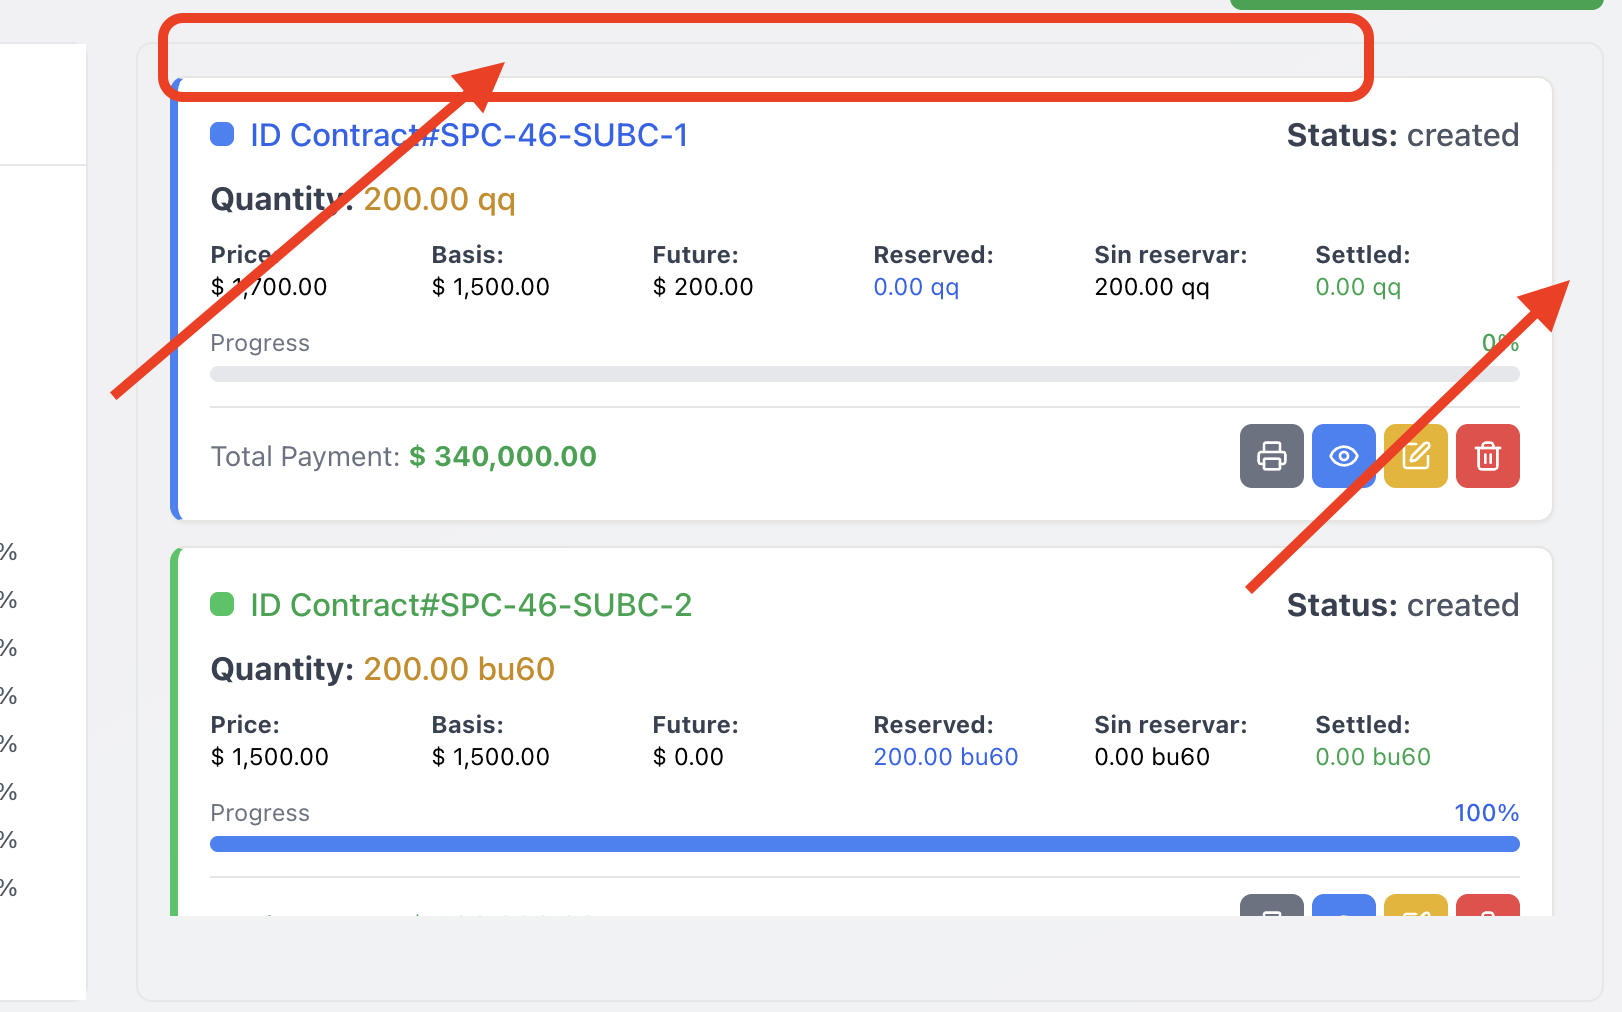 ID Contract#SPC-46-SUBC-1
Status: created
Quantity: 200.00 qq
Price: Basis: Future: Reserved: Sin reservar: Settled:
$ 1,700.00 $ 1,500.00 $ 200.00 0.00 qq 200.00 qq 0.00 qq
Progress 0%
Total Payment: $ 340,000.00
%
%
%
%
%
%
%
%
ID Contract#SPC-46-SUBC-2
Status: created
Quantity: 200.00 bu60
Price: Basis: Future: Reserved: Sin reservar: Settled:
$ 1,500.00 $ 1,500.00 $ 0.00 200.00 bu60 0.00 bu60 0.00 bu60
Progress 100%